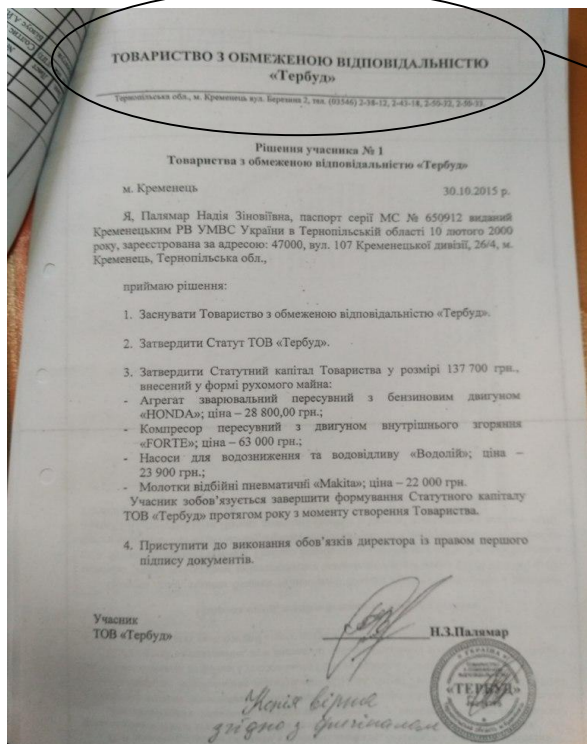 ТОВАРИСТВО З ОБМЕЖЕНОЮ ВІДПОВІДАЛЬНІСТЮ
«Тербуд»
Тернопільська обл., м. Кременець вул. Березина 2, тел. (03546) 2-38-12, 2-43-18, 2-50-32, 2-50-33
Рішення учасника № 1
Товариства з обмеженою відповідальністю «Тербуд»
м. Кременець 30.10.2015 р.
Я, Палямар Надія Зіновіївна, паспорт серії МС № 650912 виданий
Кременецьким РВ УМВС України в Тернопільській області 10 лютого 2000
року, зареєстрована за адресою: 47000, вул. 107 Кременецької дивізії, 26/4, м.
Кременець, Тернопільська обл.,
приймаю рішення:
1. Заснувати Товариство з обмеженою відповідальністю «Тербуд».
2. Затвердити Статут ТОВ «Тербуд».
3. Затвердити Статутний капітал Товариства у розмірі 137 700 грн.,
внесений у формі рухомого майна:
- Агрегат зварювальний пересувний з бензиновим двигуном
«HONDA»; ціна – 28 800,00 грн.;
- Компресор пересувний з двигуном внутрішнього згоряння
«FORTE»; ціна – 63 000 грн.;
- Насоси для водозниження та водовідливу «Водолій»; ціна –
23 900 грн.;
- Молотки відбійні пневматичні «Makita»; ціна – 22 000 грн.
Учасник зобов'язується завершити формування Статутного капіталу
ТОВ «Тербуд» протягом року з моменту створення Товариства.
4. Приступити до виконання обов'язків директора із правом першого
підпису документів.
Учасник
ТОВ «Тербуд» Н.З.Палямар
УКРАЇНА
«ТЕРБУД»
Копія вірна
згідно з оригіналом